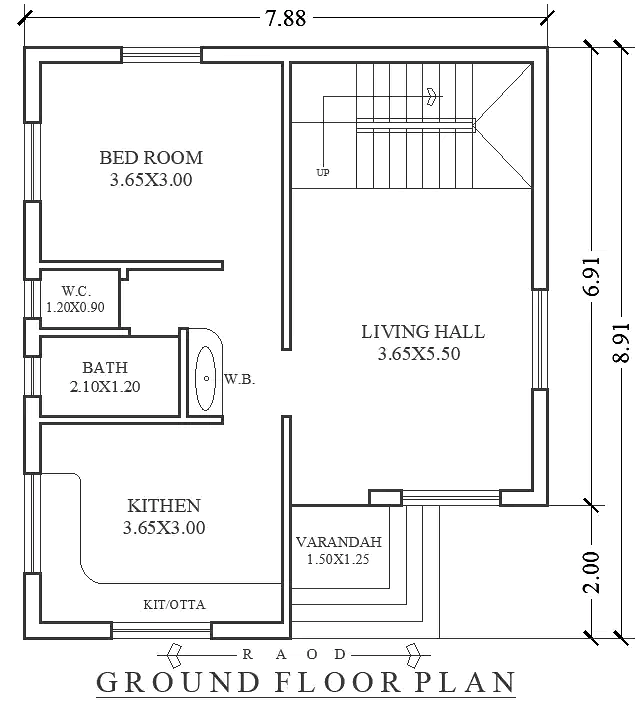 7.88
BED ROOM
3.65X3.00
UP
W.C.
1.20X0.90
6.91
8.91
LIVING HALL
3.65X5.50
BATH
2.10X1.20
W.B.
KITHEN
3.65X3.00
VARANDAH
1.50X1.25
2.00
KIT/OTTA
R A O D
GROUND FLOOR PLAN